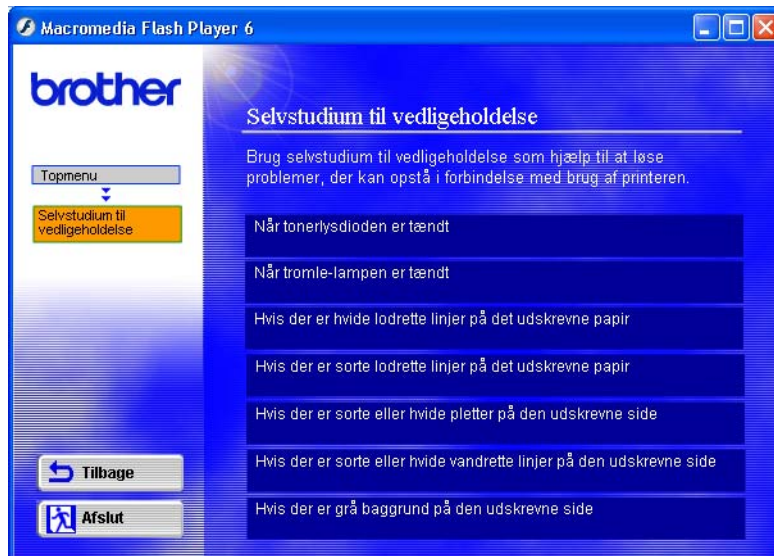 Macromedia Flash Player 6
brother
Topmenu
Selvstudium til
vedligeholdelse
Tilbage
Afslut
Selvstudium til vedligeholdelse
Brug selvstudium til vedligeholdelse som hjælp til at løse
problemer, der kan opstå i forbindelse med brug af printeren.
Når tonerlysdioden er tændt
Når tromle-lampen er tændt
Hvis der er hvide lodrette linjer på det udskrevne papir
Hvis der er sorte lodrette linjer på det udskrevne papir
Hvis der er sorte eller hvide pletter på den udskrevne side
Hvis der er sorte eller hvide vandrette linjer på den udskrevne side
Hvis der er grå baggrund på den udskrevne side